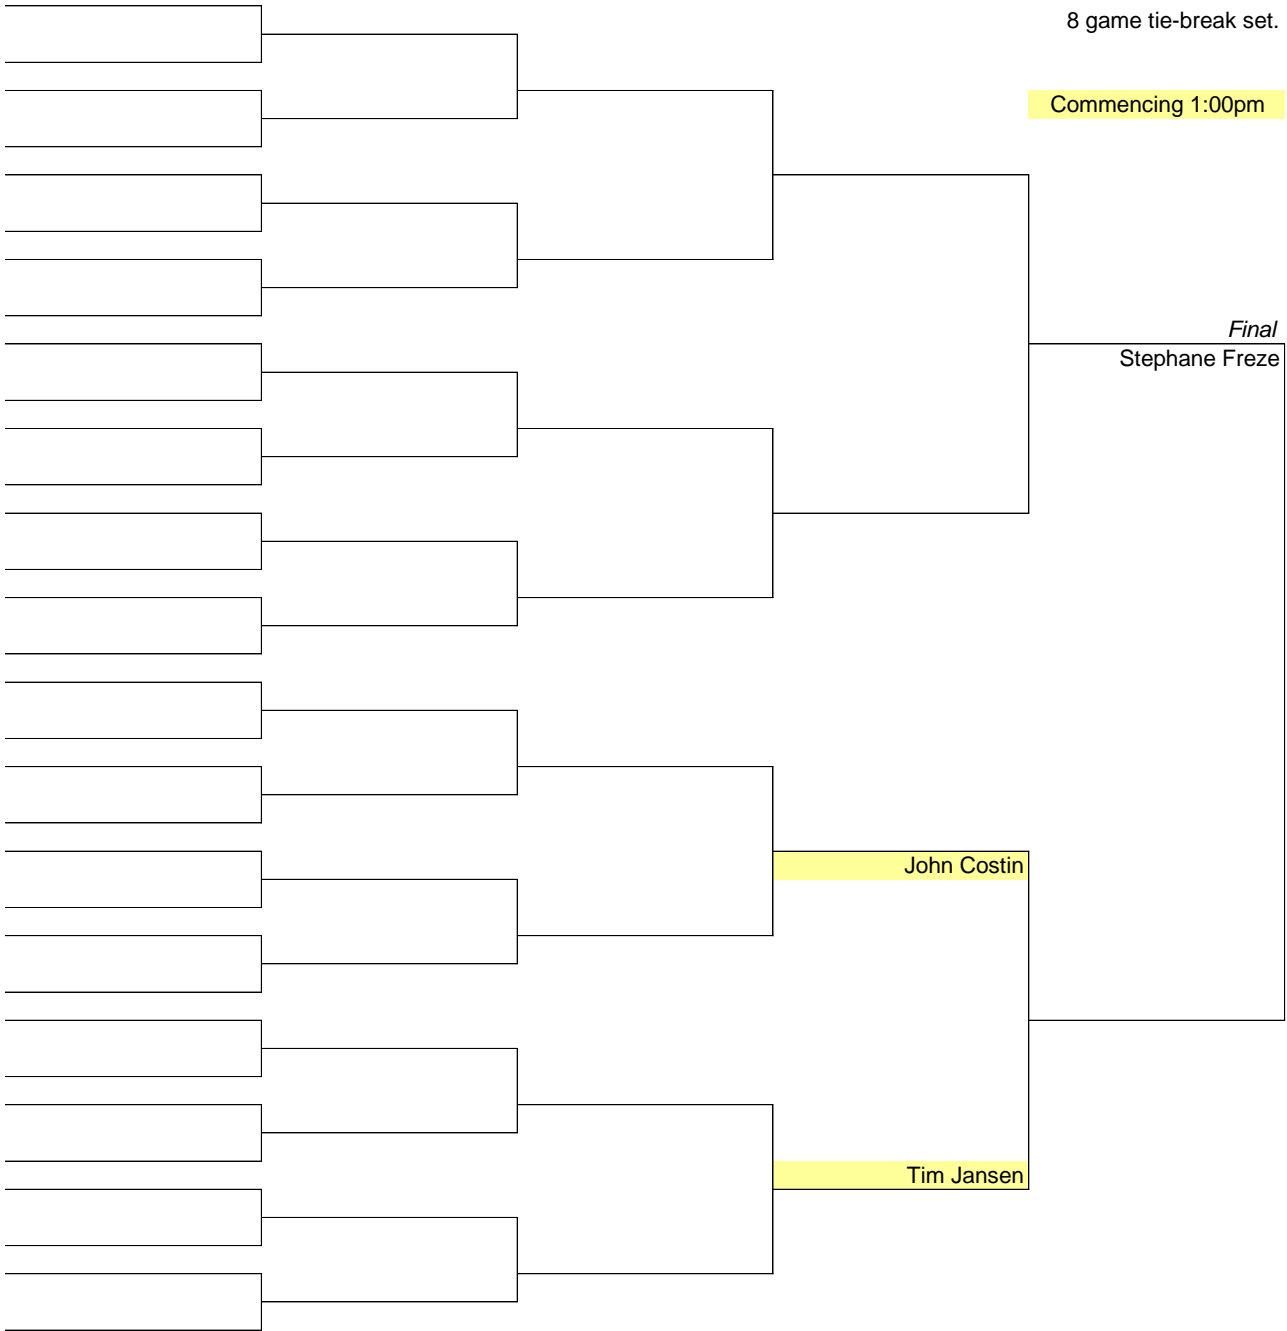 8 game tie-break set.
Commencing 1:00pm
Final
Stephane Freze
John Costin
Tim Jansen